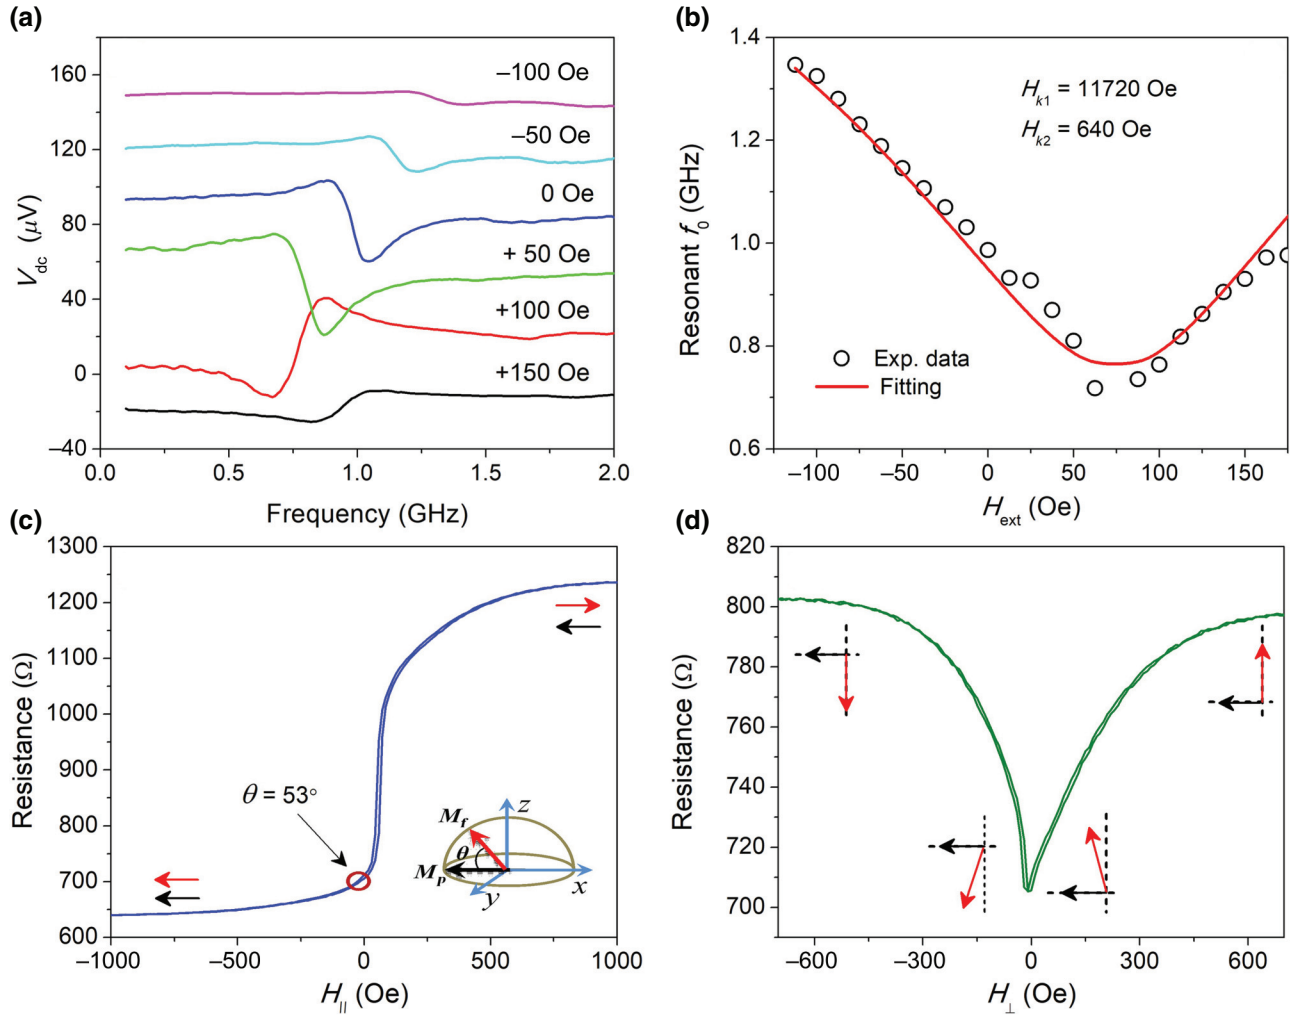 (a)
160
120
80
40
0
–40
V_dc (μV)
–100 Oe
–50 Oe
0 Oe
+ 50 Oe
+100 Oe
+150 Oe
0.0 0.5 1.0 1.5 2.0
Frequency (GHz)
(b)
1.4
1.2
1.0
0.8
0.6
Resonant f_0 (GHz)
H_k1 = 11720 Oe
H_k2 = 640 Oe
Exp. data
Fitting
–100 –50 0 50 100 150
H_ext (Oe)
(c)
1300
1200
1100
1000
900
800
700
600
Resistance (Ω)
θ = 53°
M_f
z
θ
M_p
x
y
–1000 –500 0 500 1000
H_|| (Oe)
(d)
820
800
780
760
740
720
700
Resistance (Ω)
–600 –300 0 300 600
H_⊥ (Oe)